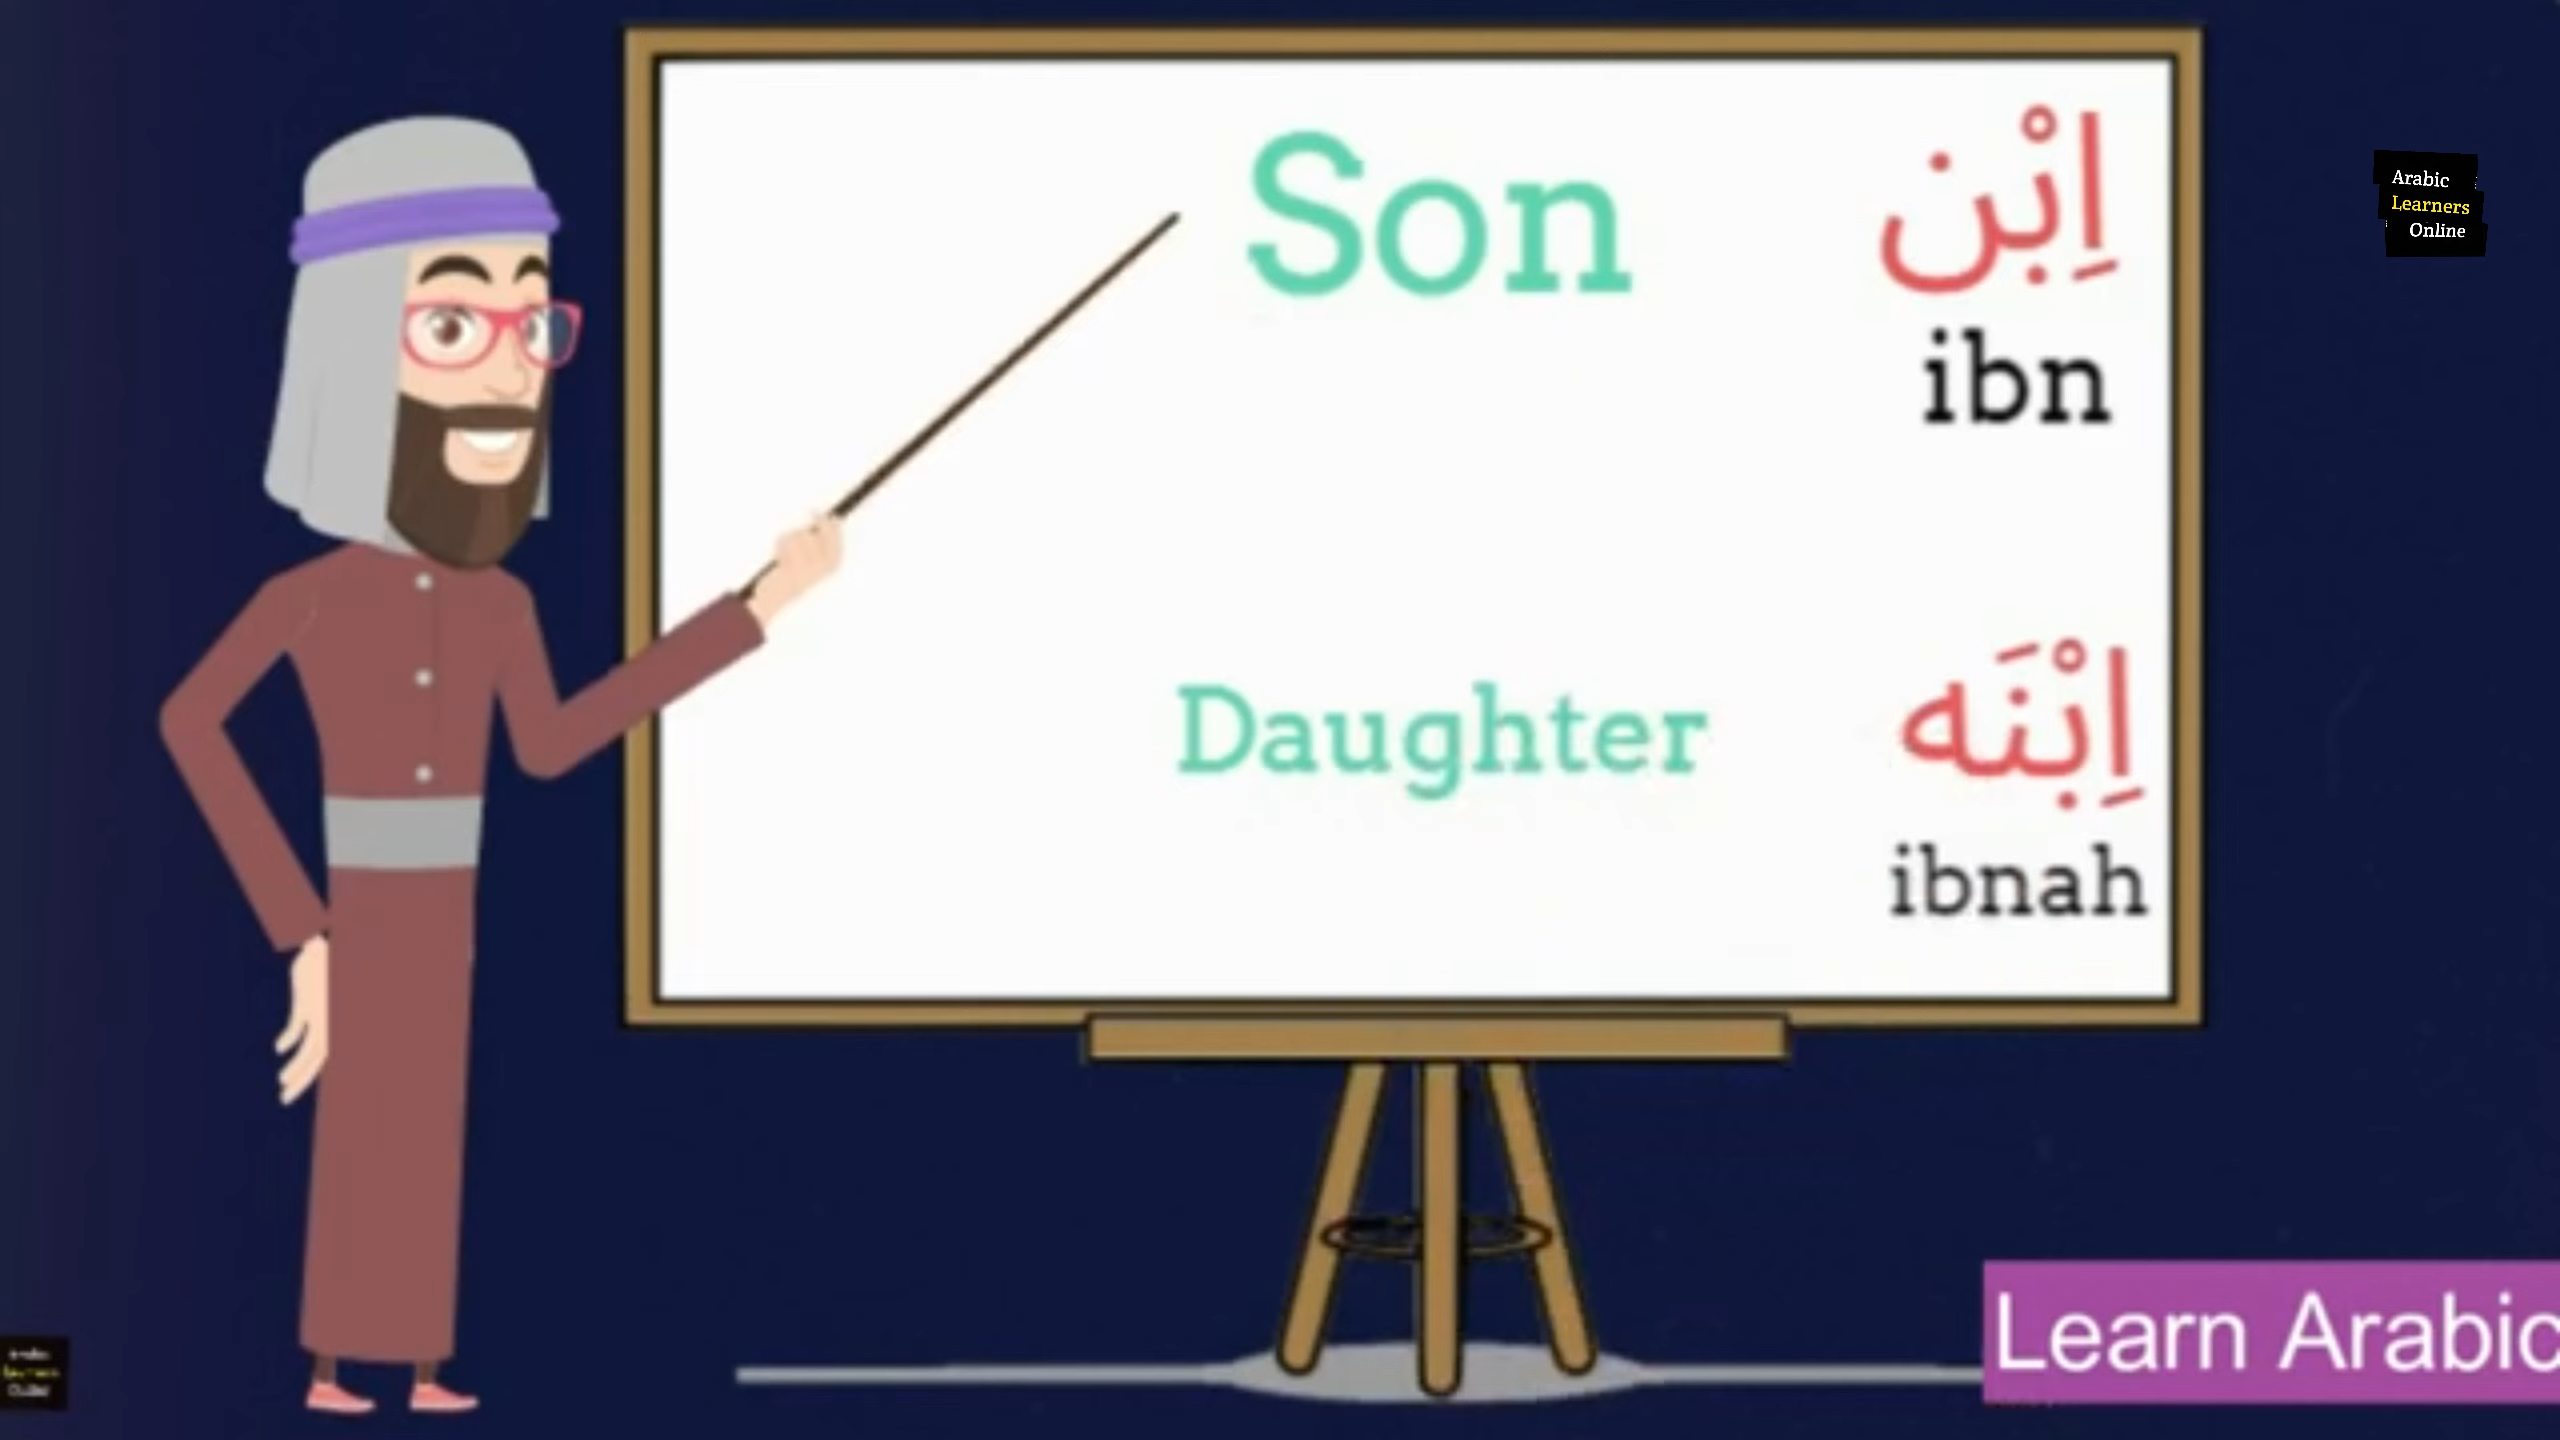 Son اِبْن
ibn
Daughter اِبْنَه
ibnah
Arabic
Learners
Online
Learn Arabic